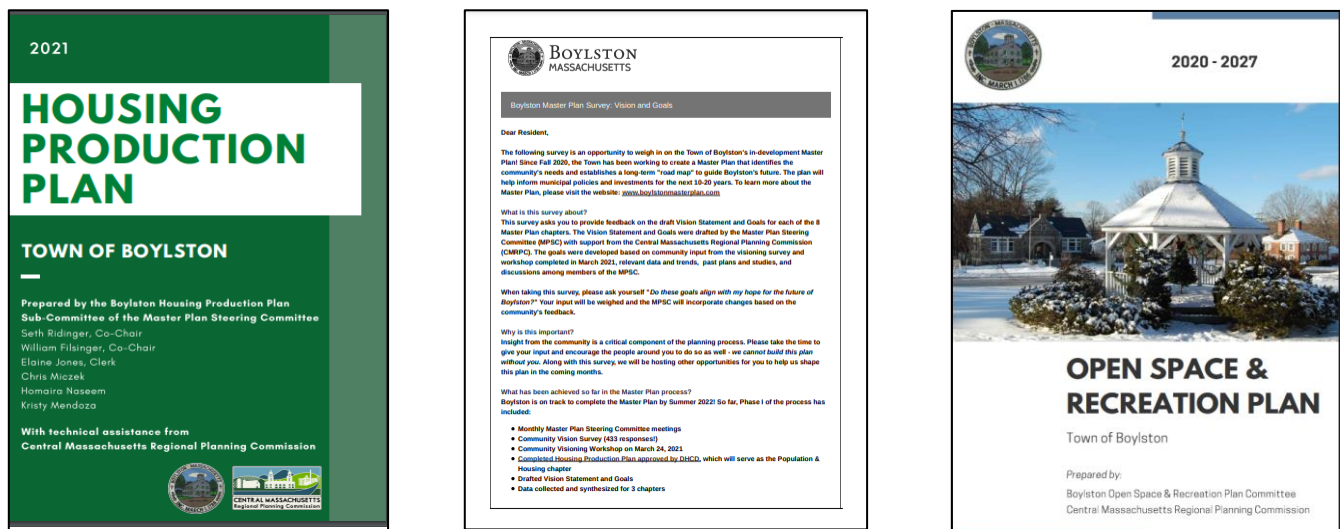 2021
HOUSING
PRODUCTION
PLAN
TOWN OF BOYLSTON
Prepared by the Boylston Housing Production Plan
Sub-Committee of the Master Plan Steering Committee
Seth Ridinger, Co-Chair
William Filsinger, Co-Chair
Elaine Jones, Clerk
Chris Miczek
Homaira Naseem
Kristy Mendoza
With technical assistance from
Central Massachusetts Regional Planning Commission
CENTRAL MASSACHUSETTS
Regional Planning Commission
BOYLSTON
MASSACHUSETTS
Boylston Master Plan Survey: Vision and Goals
Dear Resident,
The following survey is an opportunity to weigh in on the Town of Boylston's in-development Master
Plan! Since Fall 2020, the Town has been working to create a Master Plan that identifies the
community's needs and establishes a long-term "road map" to guide Boylston's future. The plan will
help inform municipal policies and investments for the next 10-20 years. To learn more about the
Master Plan, please visit the website: www.boylstonmasterplan.com
What is this survey about?
This survey asks you to provide feedback on the draft Vision Statement and Goals for each of the 8
Master Plan chapters. The Vision Statement and Goals were drafted by the Master Plan Steering
Committee (MPSC) with support from the Central Massachusetts Regional Planning Commission
(CMRPC). The goals were developed based on community input from the visioning survey and
workshop completed in March 2021, relevant data and trends, past plans and studies, and
discussions among members of the MPSC.
When taking this survey, please ask yourself "Do these goals align with my hope for the future of
Boylston?" Your input will be weighed and the MPSC will incorporate changes based on the
community's feedback.
Why is this important?
Insight from the community is a critical component of the planning process. Please take the time to
give your input and encourage the people around you to do so as well - we cannot build this plan
without you. Along with this survey, we will be hosting other opportunities for you to help us shape
this plan in the coming months.
What has been achieved so far in the Master Plan process?
Boylston is on track to complete the Master Plan by Summer 2022! So far, Phase I of the process has
included:
● Monthly Master Plan Steering Committee meetings
● Community Vision Survey (433 responses!)
● Community Visioning Workshop on March 24, 2021
● Completed Housing Production Plan approved by DHCD, which will serve as the Population &
Housing chapter
● Drafted Vision Statement and Goals
● Data collected and synthesized for 3 chapters
BOYLSTON, MASSACHUSETTS
INC. MARCH 1, 1786
2020 - 2027
OPEN SPACE &
RECREATION PLAN
Town of Boylston
Prepared by:
Boylston Open Space & Recreation Plan Committee
Central Massachusetts Regional Planning Commission